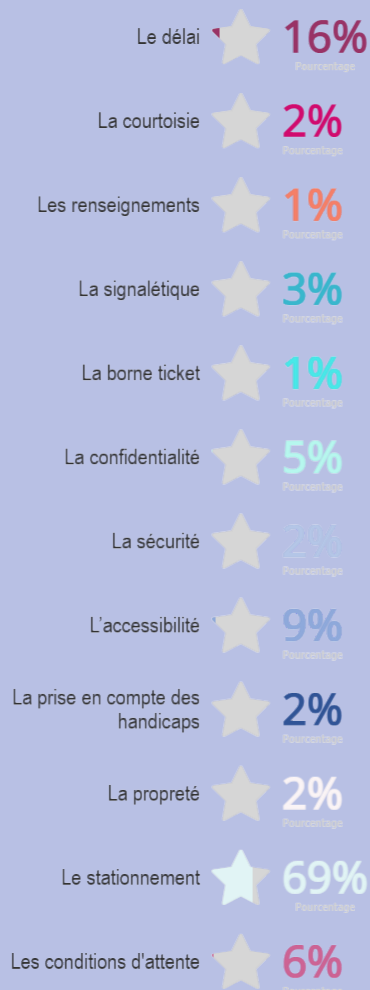 Le délai 16%
Pourcentage
La courtoisie 2%
Pourcentage
Les renseignements 1%
Pourcentage
La signalétique 3%
Pourcentage
La borne ticket 1%
Pourcentage
La confidentialité 5%
Pourcentage
La sécurité 2%
Pourcentage
L'accessibilité 9%
Pourcentage
La prise en compte des
handicaps 2%
Pourcentage
La propreté 2%
Pourcentage
Le stationnement 69%
Pourcentage
Les conditions d'attente 6%
Pourcentage